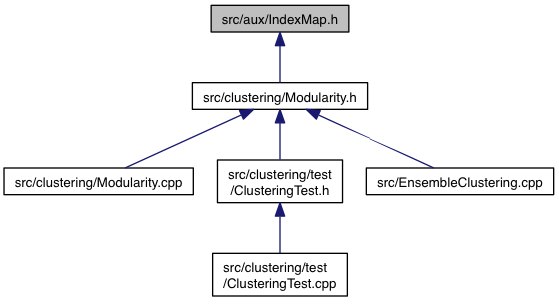 src/aux/IndexMap.h
src/clustering/Modularity.h
src/clustering/Modularity.cpp
src/clustering/test
/ClusteringTest.h
src/EnsembleClustering.cpp
src/clustering/test
/ClusteringTest.cpp